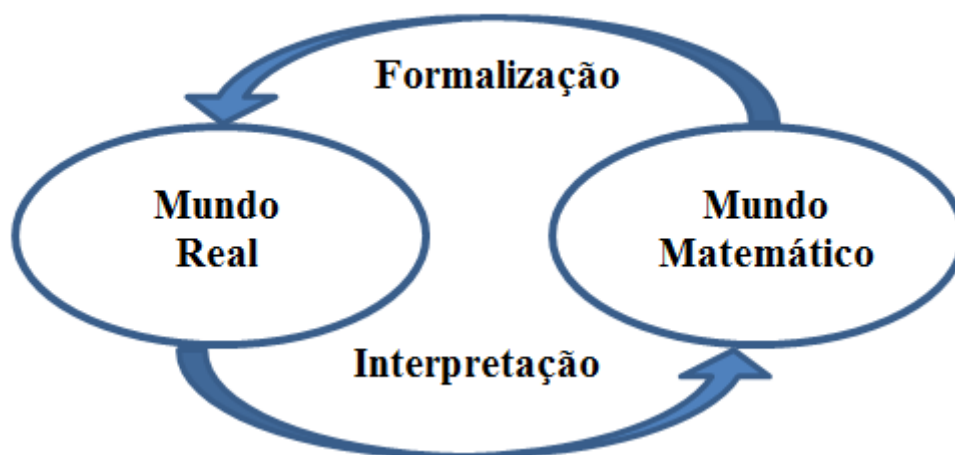 Formalização
Mundo
Real
Mundo
Matemático
Interpretação